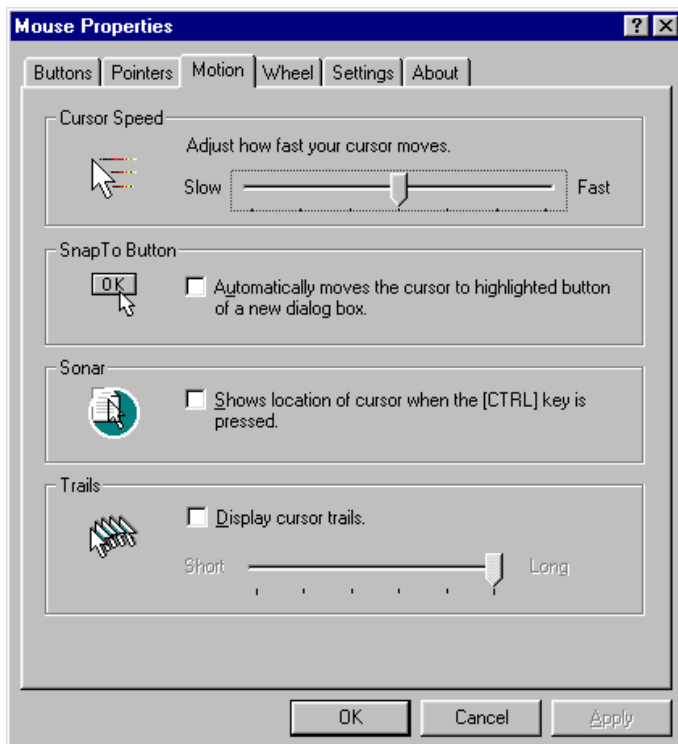 Mouse Properties
Buttons Pointers Motion Wheel Settings About
Cursor Speed
Adjust how fast your cursor moves.
Slow Fast
SnapTo Button
OK
Automatically moves the cursor to highlighted button
of a new dialog box.
Sonar
Shows location of cursor when the [CTRL] key is
pressed.
Trails
Display cursor trails.
Short Long
OK Cancel Apply